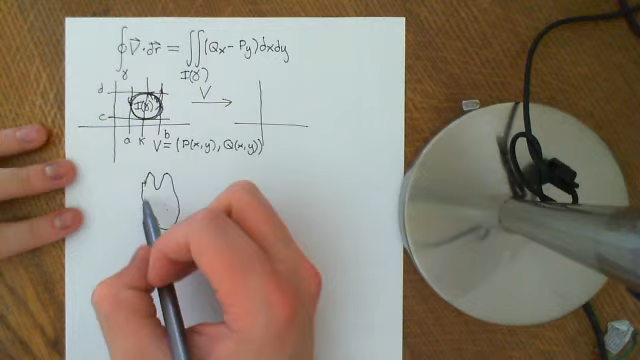 ∮γ V⃗·dr⃗ = ∬I(γ) (Qx - Py) dxdy
d
I(γ)
V
c
a x b
V = (P(x,y), Q(x,y))